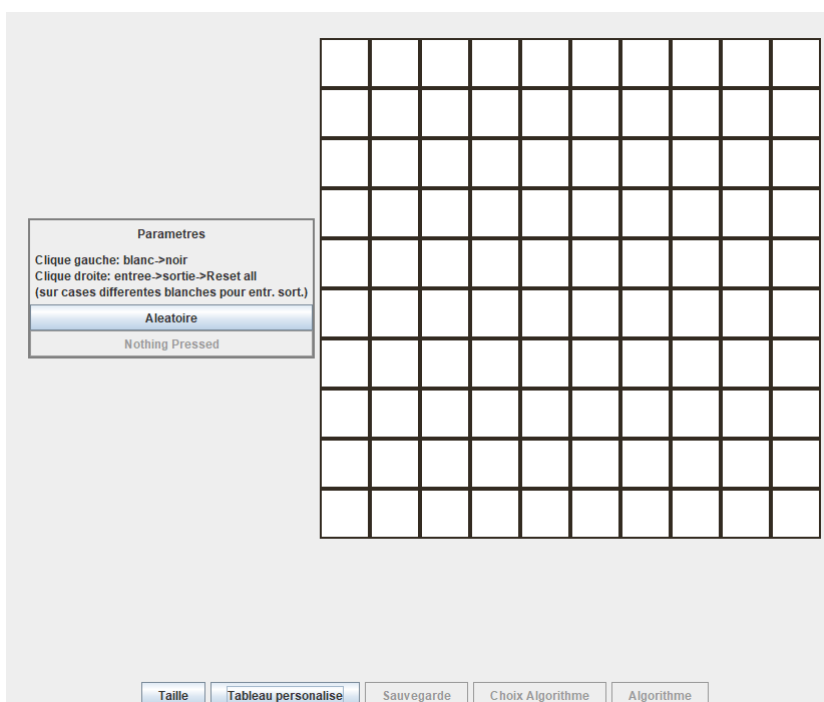 Parametres
Clique gauche: blanc->noir
Clique droite: entree->sortie->Reset all
(sur cases differentes blanches pour entr. sort.)
Aleatoire
Nothing Pressed
Taille Tableau personalise Sauvegarde Choix Algorithme Algorithme